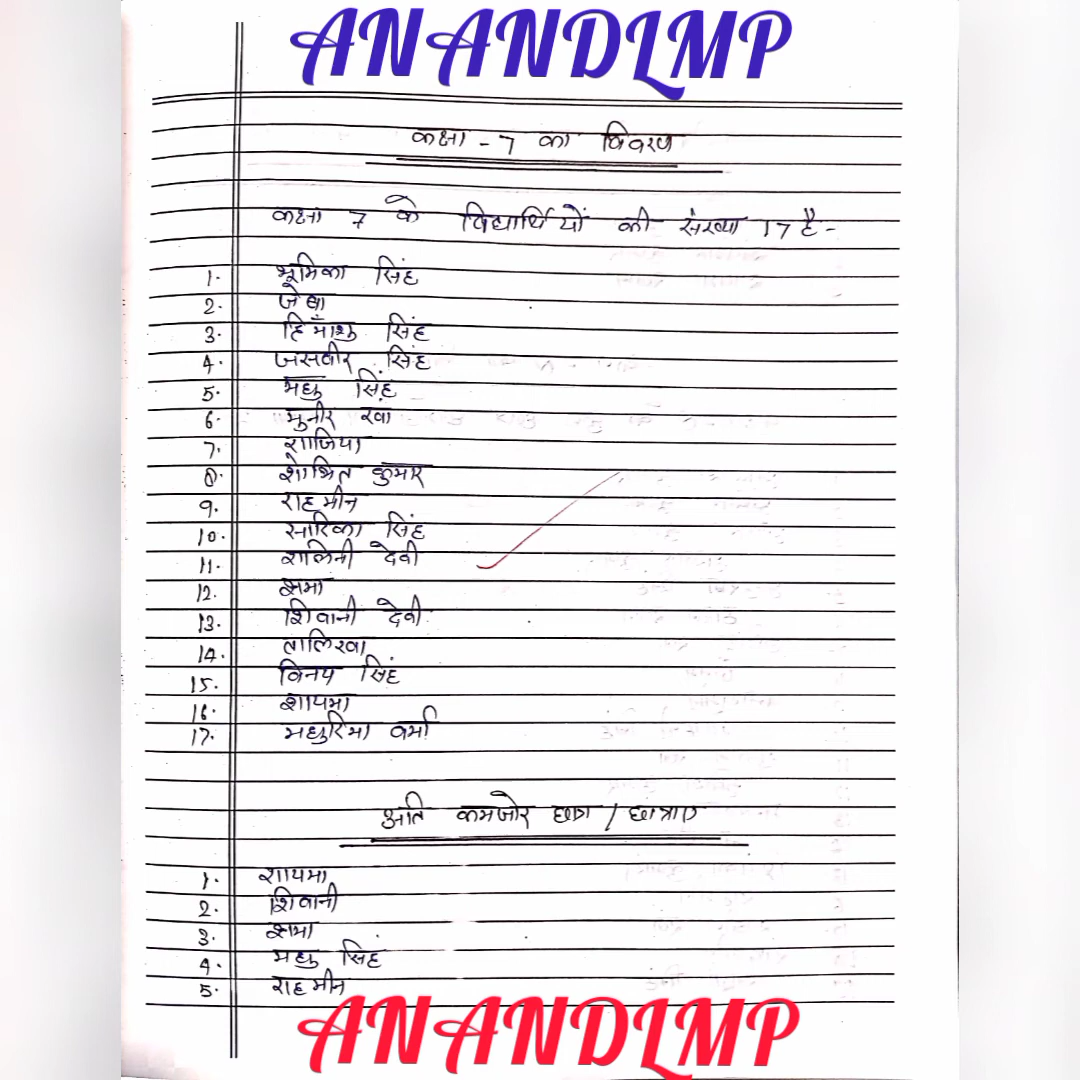 ANANDLMP
कक्षा - 7 का विवरण
कक्षा 7 के विद्यार्थियों की संख्या 17 है -
1. भूमिका सिंह
2. जेबा
3. हिमाँशु सिंह
4. जसवीर सिंह
5. मधु सिंह
6. मुनीर खा
7. शाजिया
8. शोभित कुमार
9. राहमीन
10. सारिका सिंह
11. शालिनी देवी
12. क्षमा
13. शिवानी देवी
14. तालिखा
15. विनय सिंह
16. शायमा
17. मधुरिमा वर्मा
अति कमजोर छात्र / छात्राए
1. शायमा
2. शिवानी
3. क्षमा
4. मधु सिंह
5. राहमीन
ANANDLMP